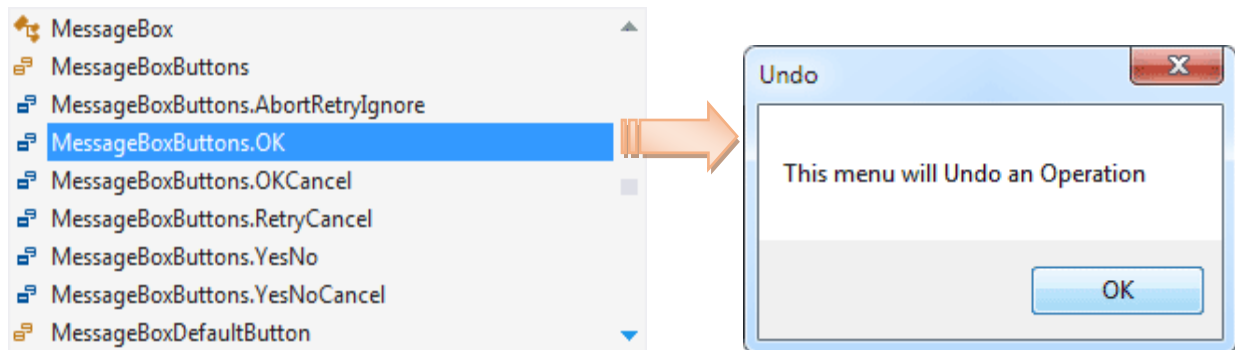 MessageBox
MessageBoxButtons
MessageBoxButtons.AbortRetryIgnore
MessageBoxButtons.OK
MessageBoxButtons.OKCancel
MessageBoxButtons.RetryCancel
MessageBoxButtons.YesNo
MessageBoxButtons.YesNoCancel
MessageBoxDefaultButton
Undo
This menu will Undo an Operation
OK